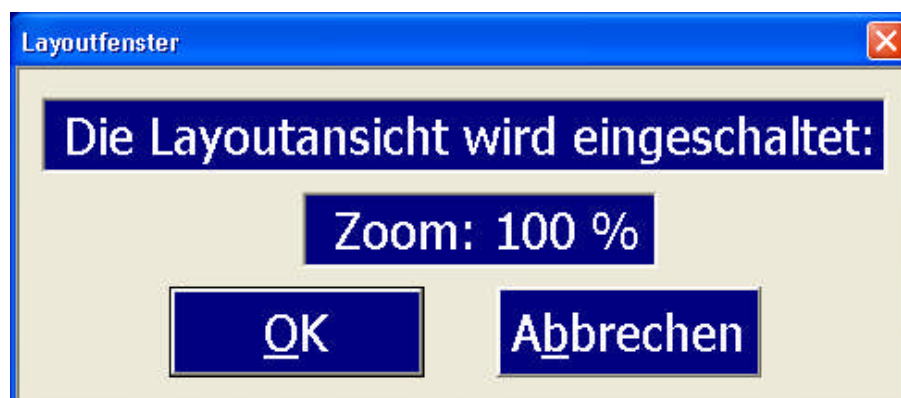 Layoutfenster
Die Layoutansicht wird eingeschaltet:
Zoom: 100 %
OK
Abbrechen